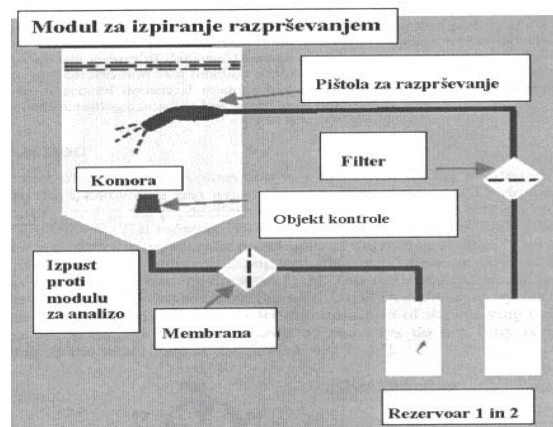 Modul za izpiranje razprševanjem
Pištola za razprševanje
Filter
Komora
Objekt kontrole
Izpust
proti
modulu
za analizo
Membrana
Rezervoar 1 in 2